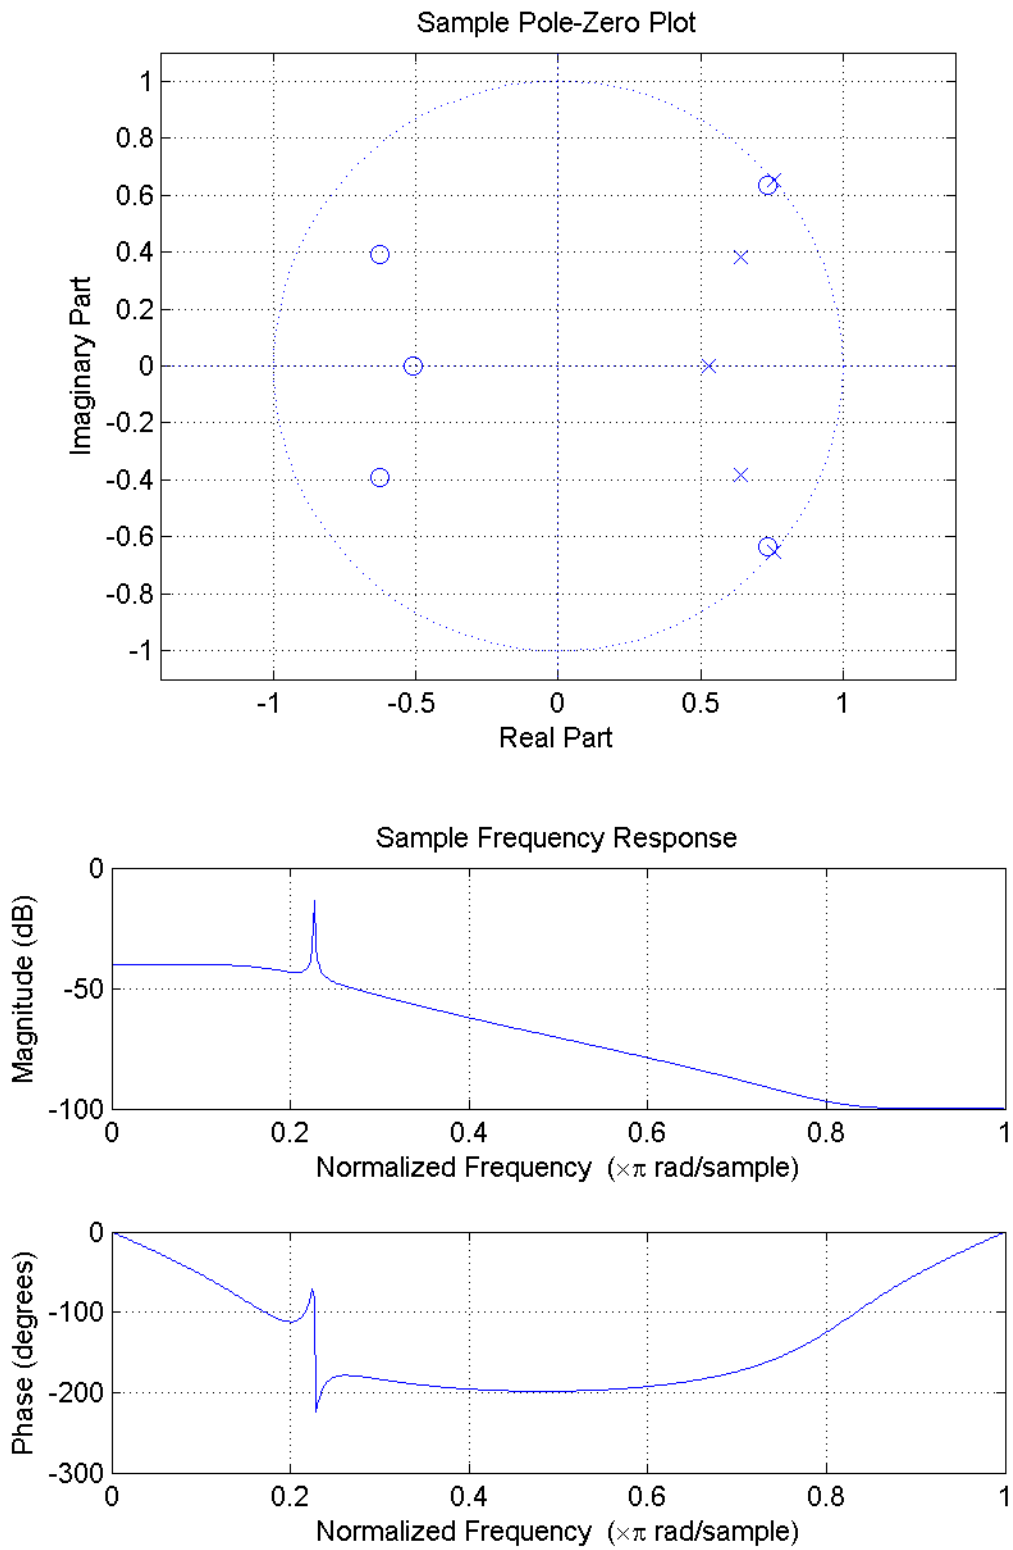 Sample Pole-Zero Plot
1
0.8
0.6
0.4
0.2
0
-0.2
-0.4
-0.6
-0.8
-1
Imaginary Part
-1 -0.5 0 0.5 1
Real Part
Sample Frequency Response
0
-50
-100
Magnitude (dB)
0 0.2 0.4 0.6 0.8 1
Normalized Frequency (×π rad/sample)
0
-100
-200
-300
Phase (degrees)
0 0.2 0.4 0.6 0.8 1
Normalized Frequency (×π rad/sample)